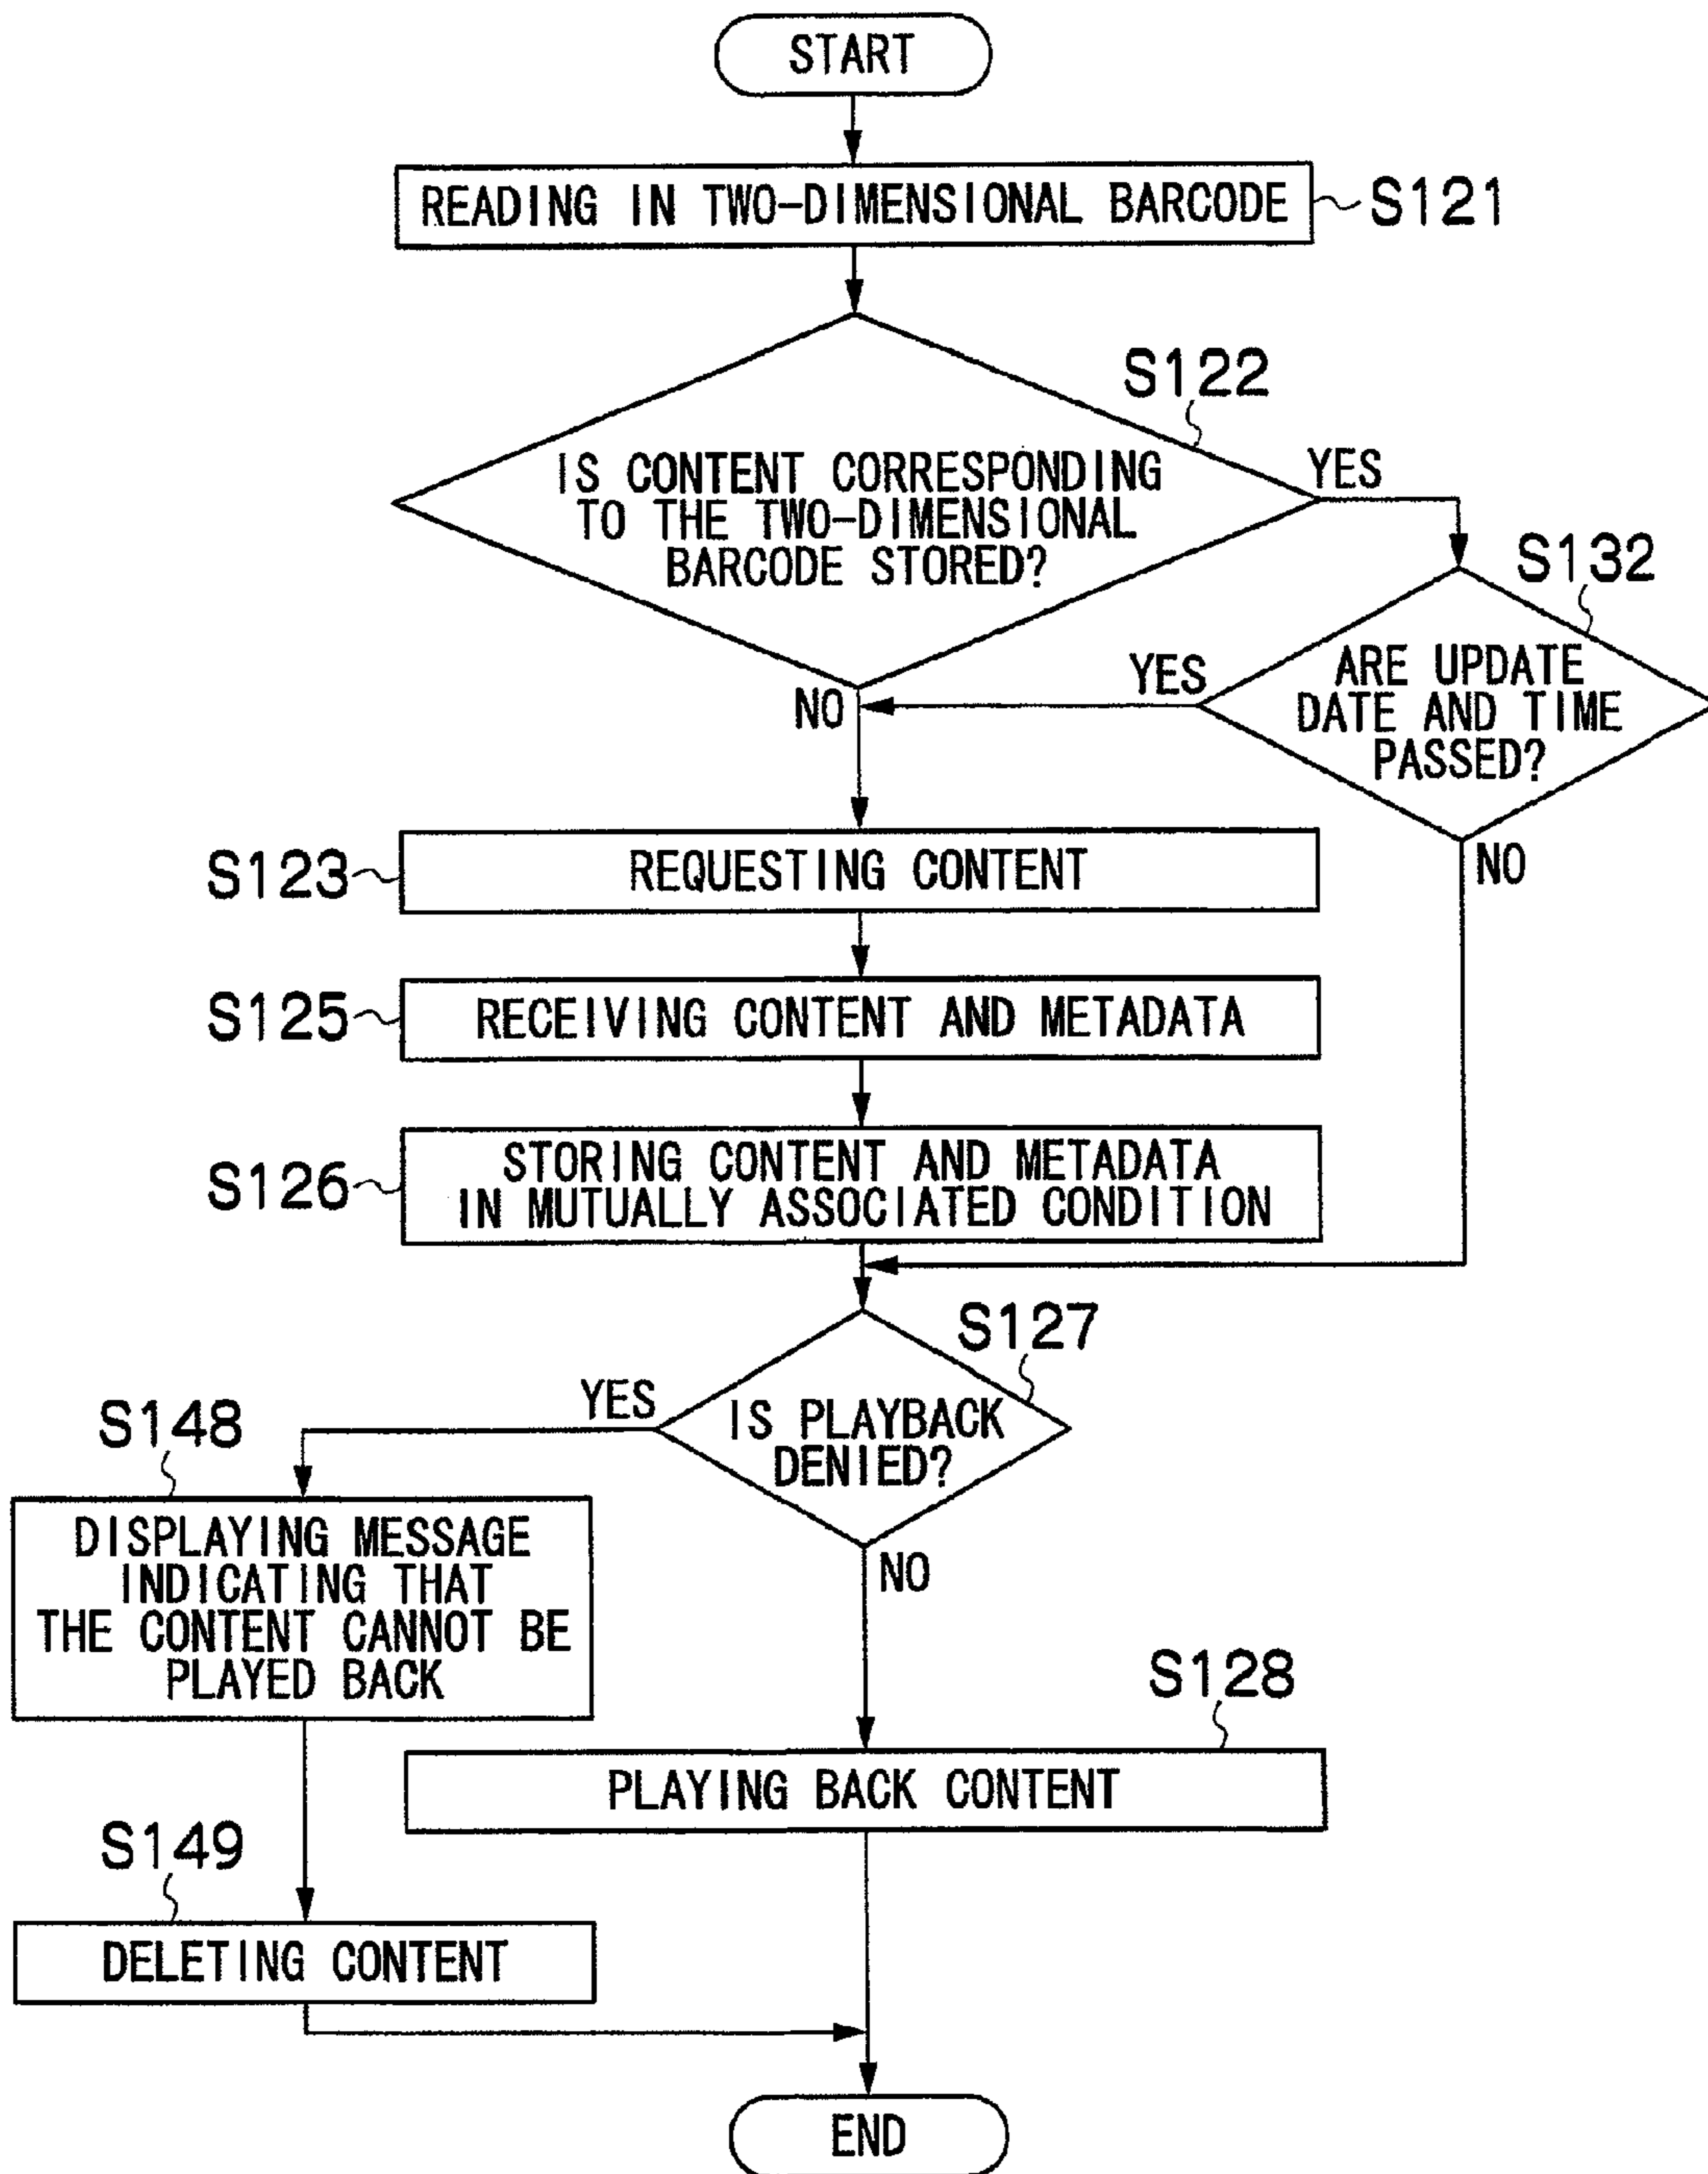 START
READING IN TWO-DIMENSIONAL BARCODE
S121
S122
IS CONTENT CORRESPONDING
TO THE TWO-DIMENSIONAL
BARCODE STORED?
YES
S132
ARE UPDATE
DATE AND TIME
PASSED?
YES
NO
NO
S123
REQUESTING CONTENT
S125
RECEIVING CONTENT AND METADATA
S126
STORING CONTENT AND METADATA
IN MUTUALLY ASSOCIATED CONDITION
S127
IS PLAYBACK
DENIED?
YES
NO
S148
DISPLAYING MESSAGE
INDICATING THAT
THE CONTENT CANNOT BE
PLAYED BACK
S128
PLAYING BACK CONTENT
S149
DELETING CONTENT
END